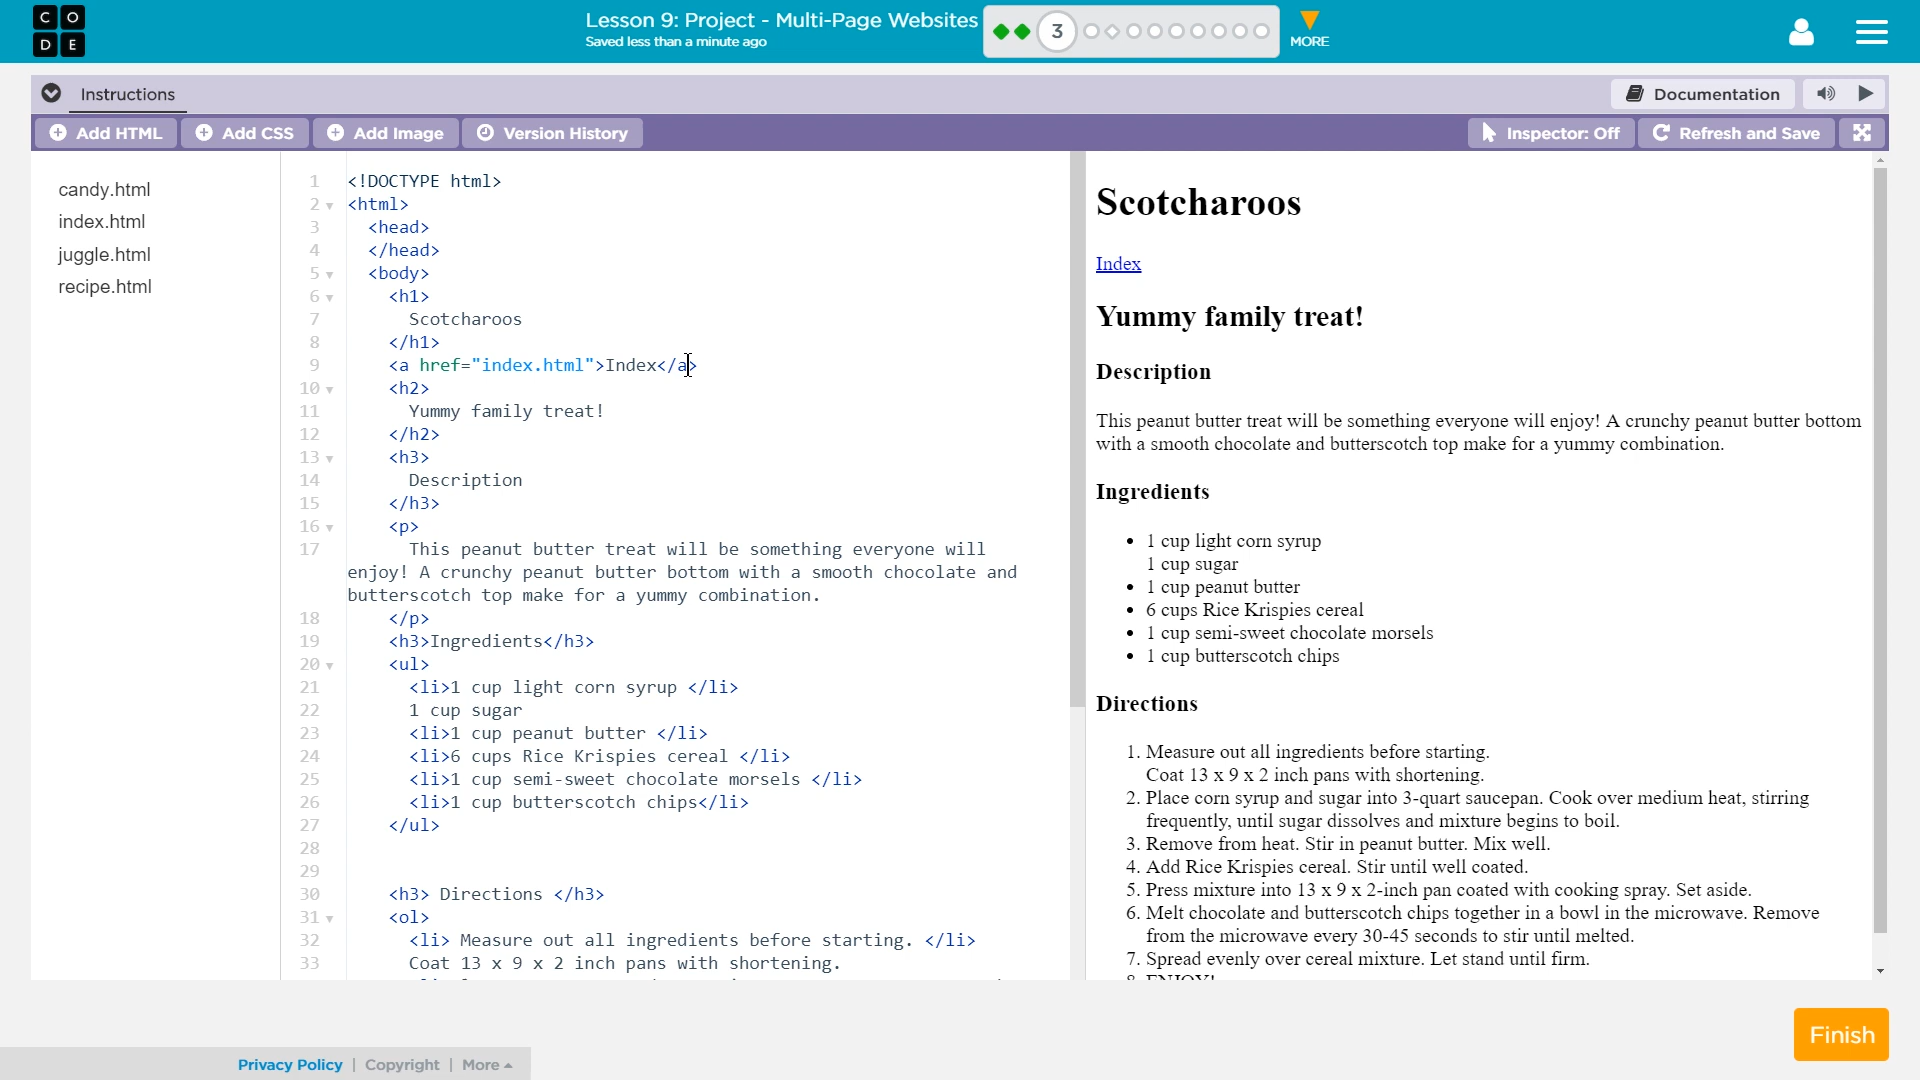 C O
D E
Lesson 9: Project - Multi-Page Websites
Saved less than a minute ago
3
MORE
Instructions
Documentation
Add HTML
Add CSS
Add Image
Version History
Inspector: Off
Refresh and Save
candy.html
index.html
juggle.html
recipe.html
1 <!DOCTYPE html>
2 <html>
3 <head>
4 </head>
5 <body>
6 <h1>
7 Scotcharoos
8 </h1>
9 <a href="index.html">Index</a>
10 <h2>
11 Yummy family treat!
12 </h2>
13 <h3>
14 Description
15 </h3>
16 <p>
17 This peanut butter treat will be something everyone will
enjoy! A crunchy peanut butter bottom with a smooth chocolate and
butterscotch top make for a yummy combination.
18 </p>
19 <h3>Ingredients</h3>
20 <ul>
21 <li>1 cup light corn syrup </li>
22 1 cup sugar
23 <li>1 cup peanut butter </li>
24 <li>6 cups Rice Krispies cereal </li>
25 <li>1 cup semi-sweet chocolate morsels </li>
26 <li>1 cup butterscotch chips</li>
27 </ul>
28
29
30 <h3> Directions </h3>
31 <ol>
32 <li> Measure out all ingredients before starting. </li>
33 Coat 13 x 9 x 2 inch pans with shortening.
Scotcharoos
Index
Yummy family treat!
Description
This peanut butter treat will be something everyone will enjoy! A crunchy peanut butter bottom
with a smooth chocolate and butterscotch top make for a yummy combination.
Ingredients
• 1 cup light corn syrup
1 cup sugar
• 1 cup peanut butter
• 6 cups Rice Krispies cereal
• 1 cup semi-sweet chocolate morsels
• 1 cup butterscotch chips
Directions
1. Measure out all ingredients before starting.
Coat 13 x 9 x 2 inch pans with shortening.
2. Place corn syrup and sugar into 3-quart saucepan. Cook over medium heat, stirring
frequently, until sugar dissolves and mixture begins to boil.
3. Remove from heat. Stir in peanut butter. Mix well.
4. Add Rice Krispies cereal. Stir until well coated.
5. Press mixture into 13 x 9 x 2-inch pan coated with cooking spray. Set aside.
6. Melt chocolate and butterscotch chips together in a bowl in the microwave. Remove
from the microwave every 30-45 seconds to stir until melted.
7. Spread evenly over cereal mixture. Let stand until firm.
8. ENJOY!
Finish
Privacy Policy | Copyright | More